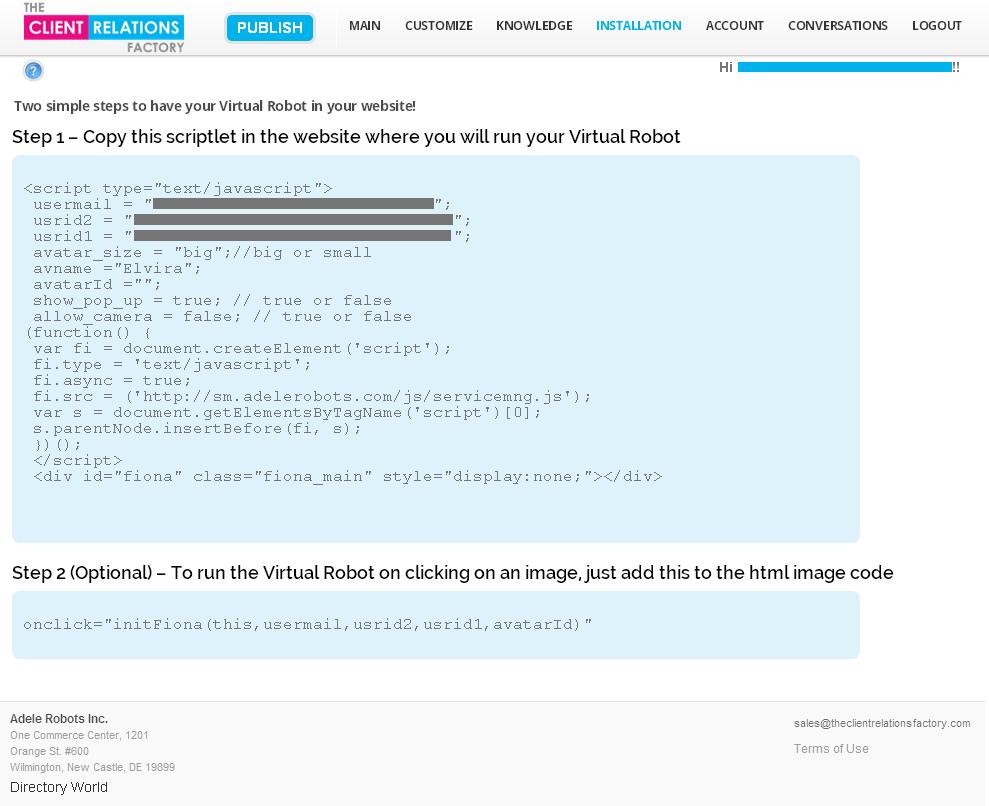 THE
CLIENT RELATIONS
FACTORY
PUBLISH
MAIN CUSTOMIZE KNOWLEDGE INSTALLATION ACCOUNT CONVERSATIONS LOGOUT
?
Hi !!
Two simple steps to have your Virtual Robot in your website!
Step 1 – Copy this scriptlet in the website where you will run your Virtual Robot
<script type="text/javascript">
usermail = "";
usrid2 = "";
usrid1 = "";
avatar_size = "big";//big or small
avname ="Elvira";
avatarId ="";
show_pop_up = true; // true or false
allow_camera = false; // true or false
(function() {
var fi = document.createElement('script');
fi.type = 'text/javascript';
fi.async = true;
fi.src = ('http://sm.adelerobots.com/js/servicemng.js');
var s = document.getElementsByTagName('script')[0];
s.parentNode.insertBefore(fi, s);
})();
</script>
<div id="fiona" class="fiona_main" style="display:none;"></div>
Step 2 (Optional) – To run the Virtual Robot on clicking on an image, just add this to the html image code
onclick="initFiona(this,usermail,usrid2,usrid1,avatarId)"
Adele Robots Inc.
One Commerce Center, 1201
Orange St. #600
Wilmington, New Castle, DE 19899
Directory World
sales@theclientrelationsfactory.com
Terms of Use